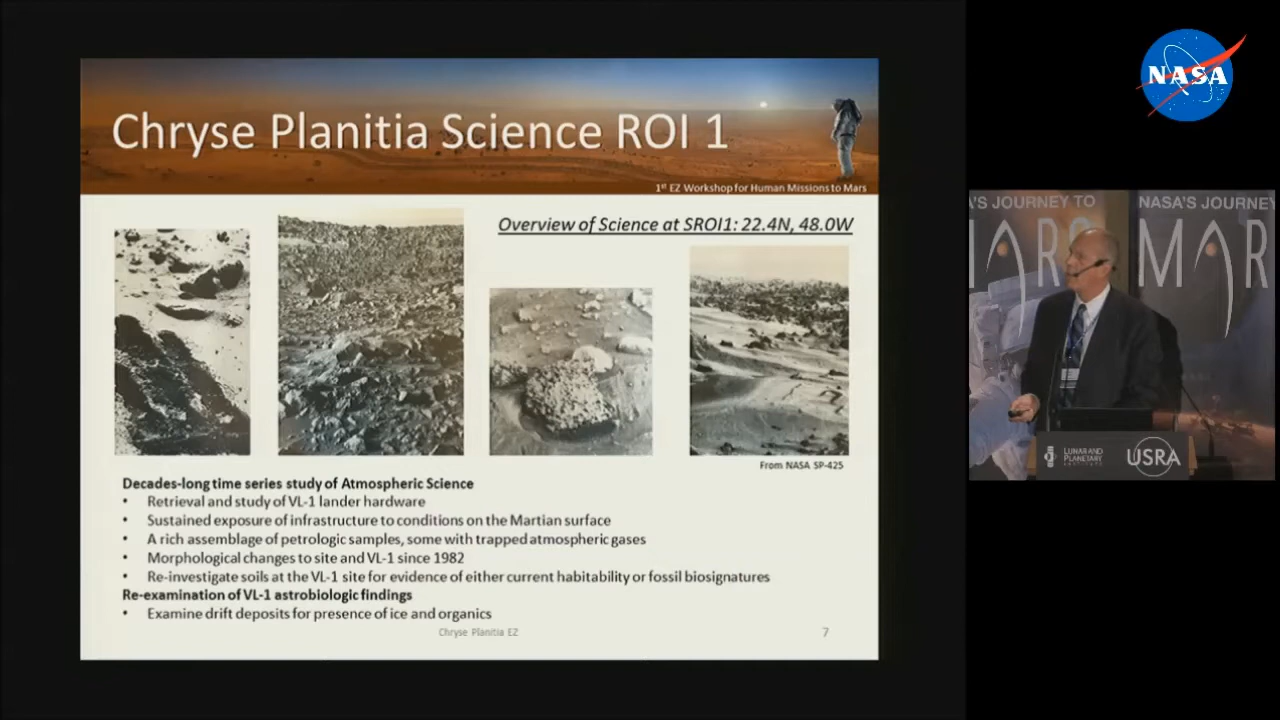 NASA
Chryse Planitia Science ROI 1
1st EZ Workshop for Human Missions to Mars
Overview of Science at SROI1: 22.4N, 48.0W
From NASA SP-425
Decades-long time series study of Atmospheric Science
• Retrieval and study of VL-1 lander hardware
• Sustained exposure of infrastructure to conditions on the Martian surface
• A rich assemblage of petrologic samples, some with trapped atmospheric gases
• Morphological changes to site and VL-1 since 1982
• Re-investigate soils at the VL-1 site for evidence of either current habitability or fossil biosignatures
Re-examination of VL-1 astrobiologic findings
• Examine drift deposits for presence of ice and organics
Chryse Planitia EZ
7
A'S JOURNEY TO
MARS
NASA'S JOURNEY
MAR
LUNAR AND
PLANETARY
INSTITUTE
USRA